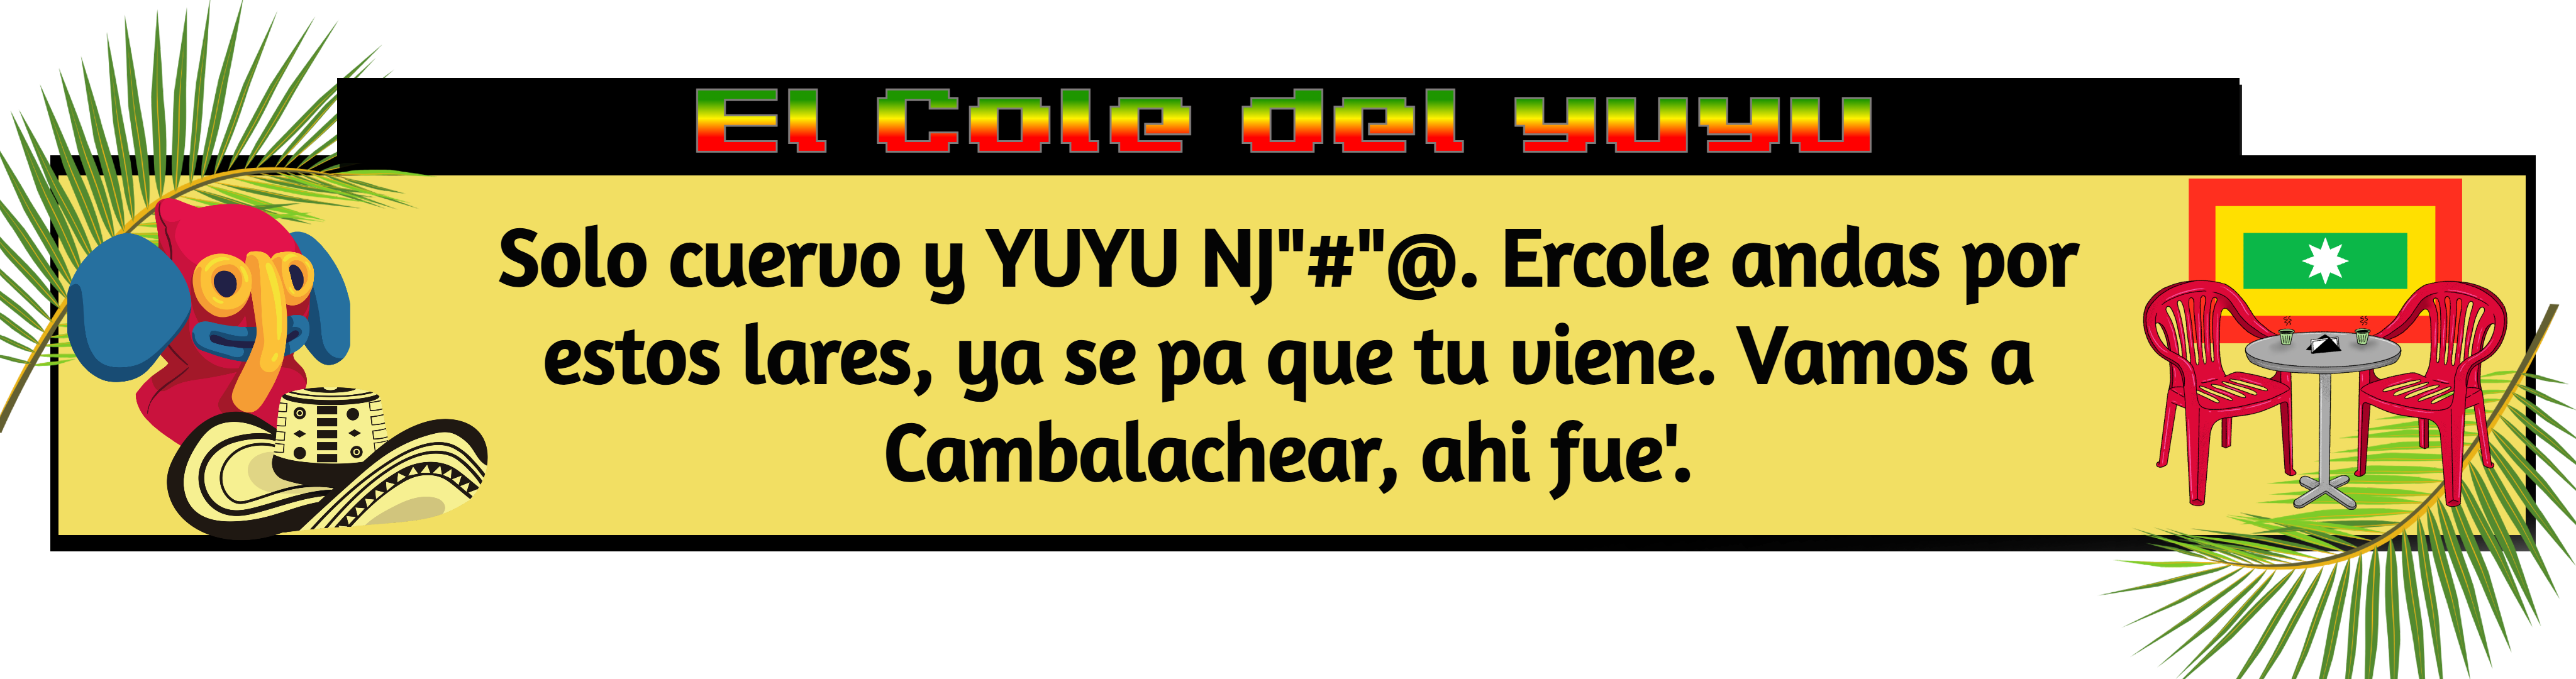 El Cole del yuyu
Solo cuervo y YUYU NJ"#"@. Ercole andas por
estos lares, ya se pa que tu viene. Vamos a
Cambalachear, ahi fue'.